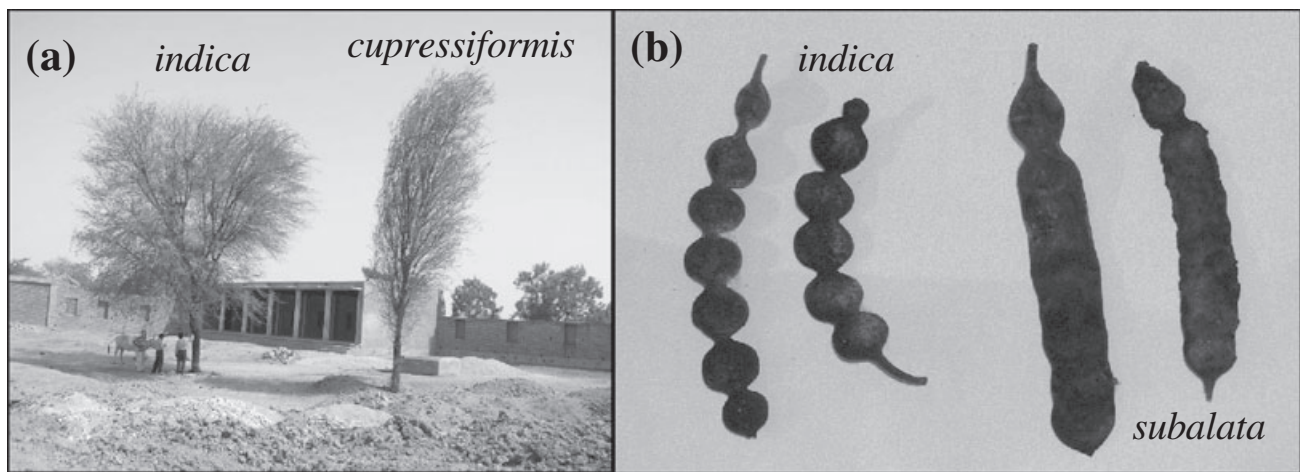 (a)
indica
cupressiformis
(b)
indica
subalata